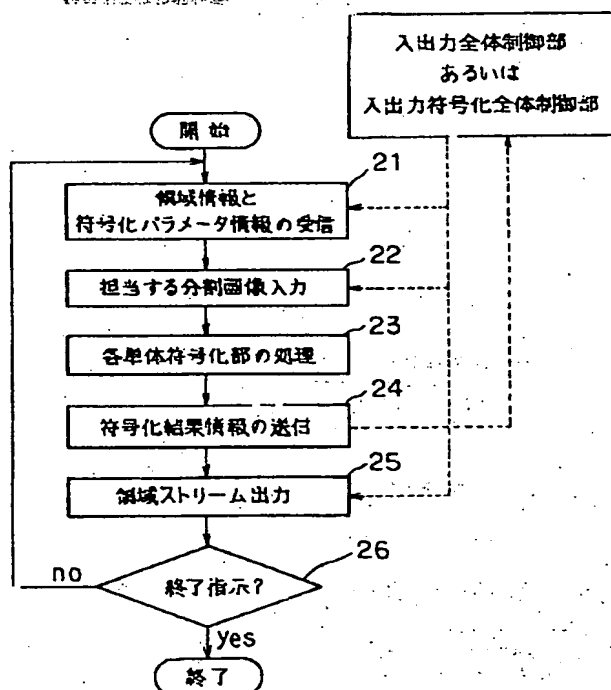 入出力全体制御部
あるいは
入出力符号化全体制御部
開始
21
領域情報と
符号化パラメータ情報の受信
22
担当する分割画像入力
23
各単体符号化部の処理
24
符号化結果情報の送付
25
領域ストリーム出力
26
終了指示?
no
yes
終了